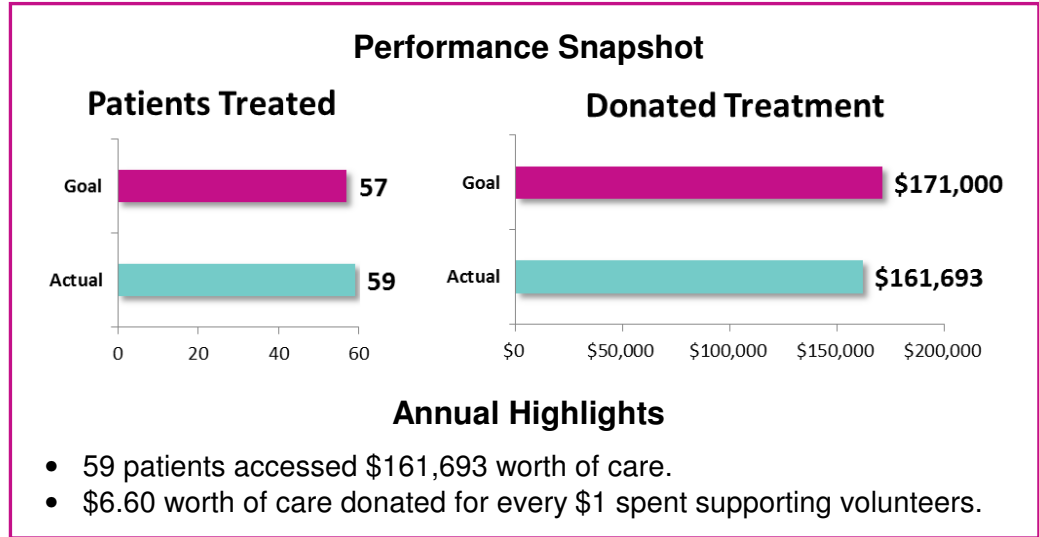 Performance Snapshot
Patients Treated
Goal 57
Actual 59
0 20 40 60
Donated Treatment
Goal $171,000
Actual $161,693
$0 $50,000 $100,000 $150,000 $200,000
Annual Highlights
• 59 patients accessed $161,693 worth of care.
• $6.60 worth of care donated for every $1 spent supporting volunteers.